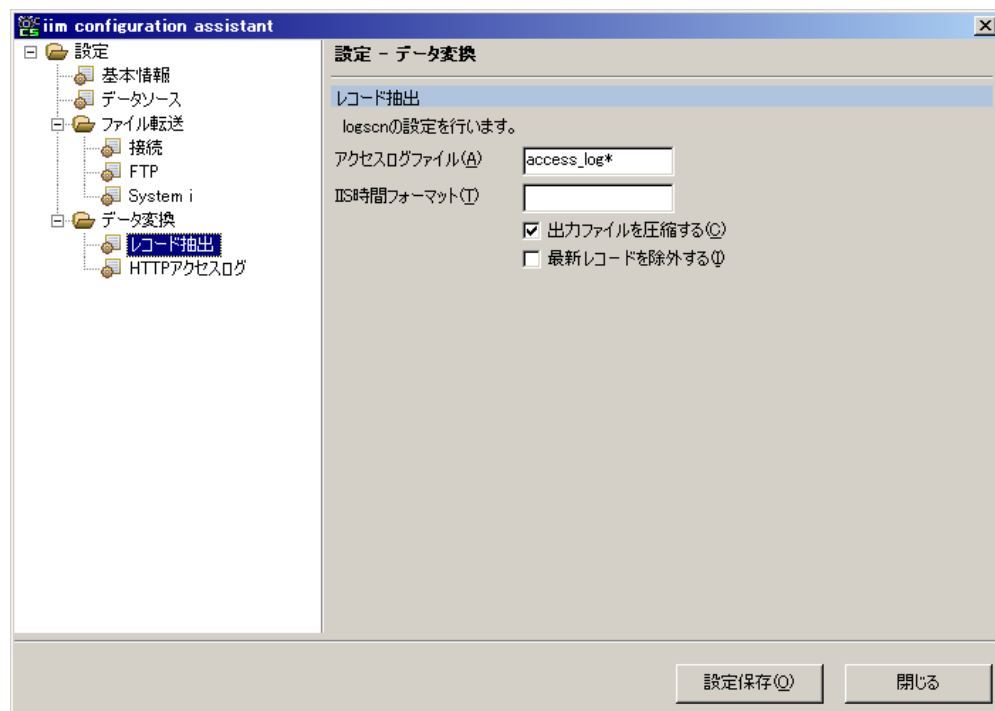 iim configuration assistant
設定
基本情報
データソース
ファイル転送
接続
FTP
System i
データ変換
レコード抽出
HTTPアクセスログ
設定 - データ変換
レコード抽出
logscnの設定を行います。
アクセスログファイル(A) access_log*
IIS時間フォーマット(T)
出力ファイルを圧縮する(C)
最新レコードを除外する(I)
設定保存(O) 閉じる